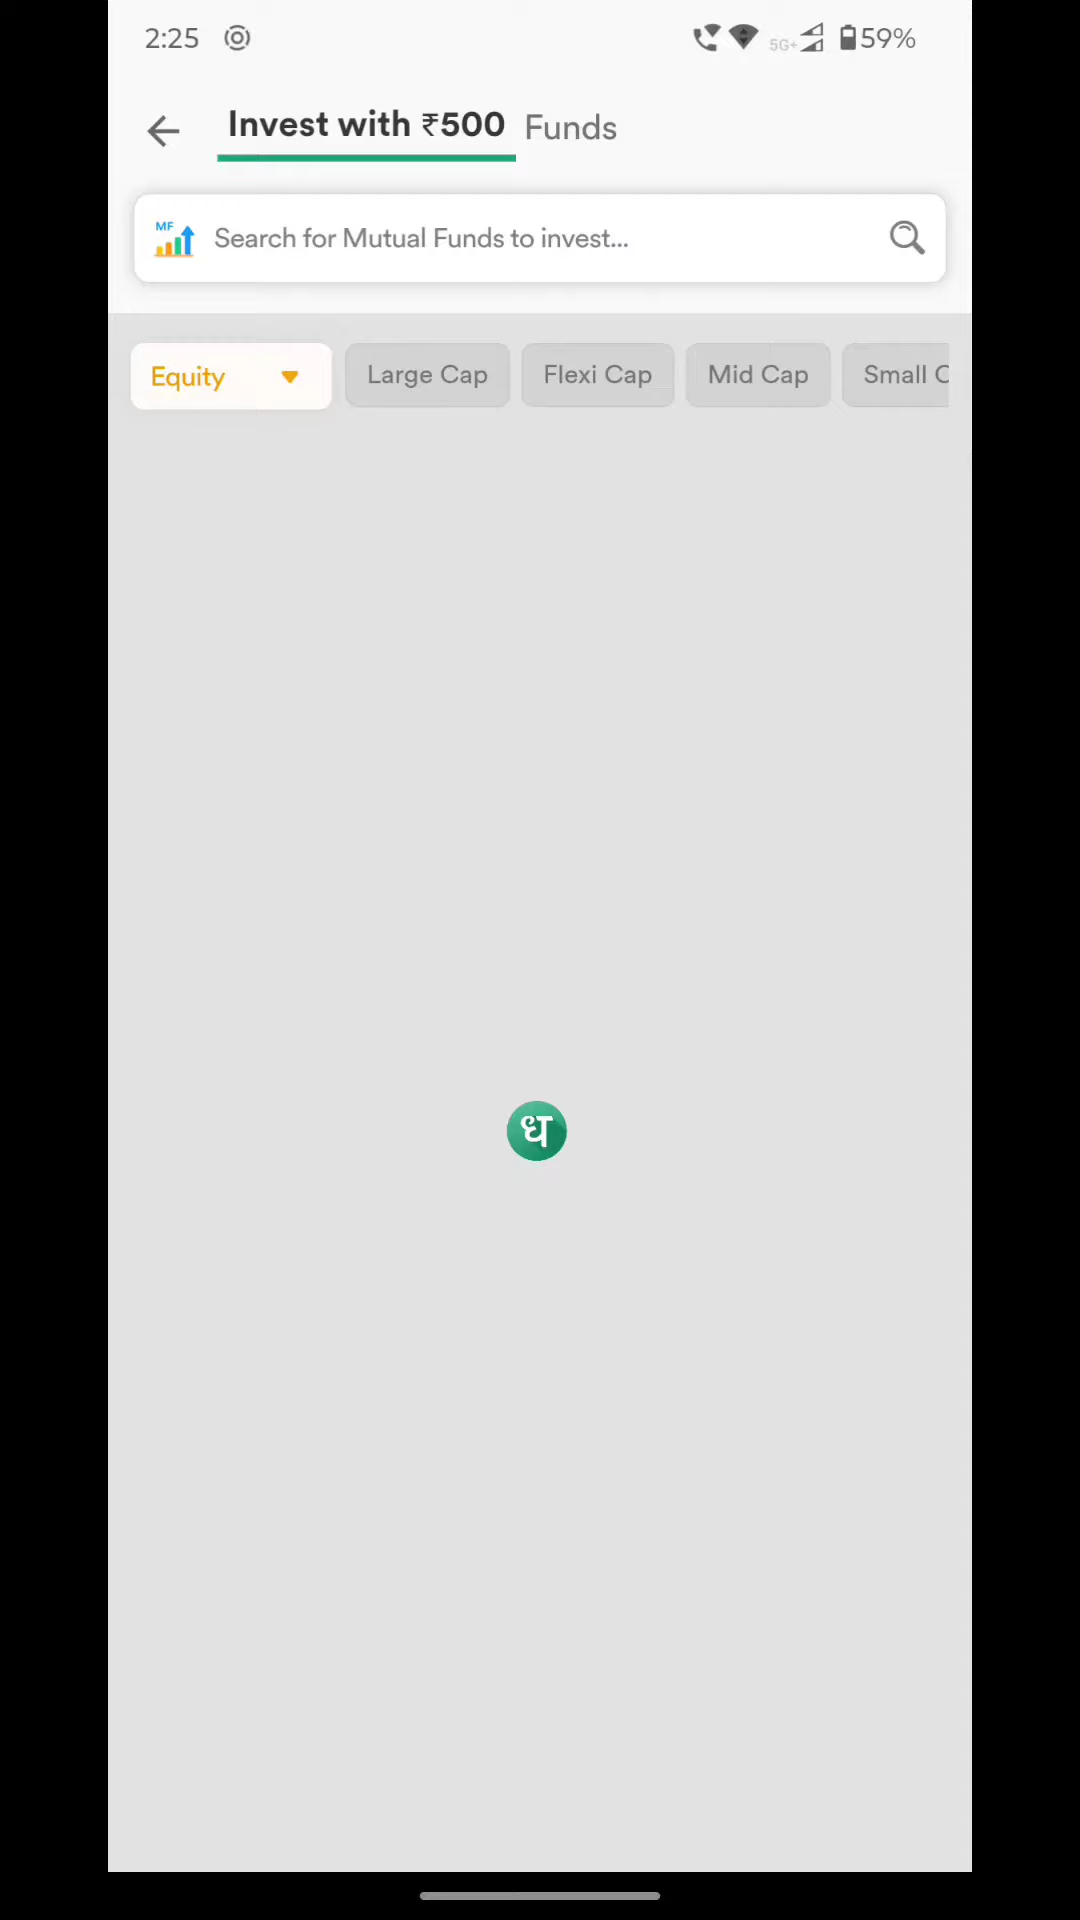 2:25 5G+ 59%
Invest with ₹500 Funds
MF Search for Mutual Funds to invest...
Equity Large Cap Flexi Cap Mid Cap Small C
ध